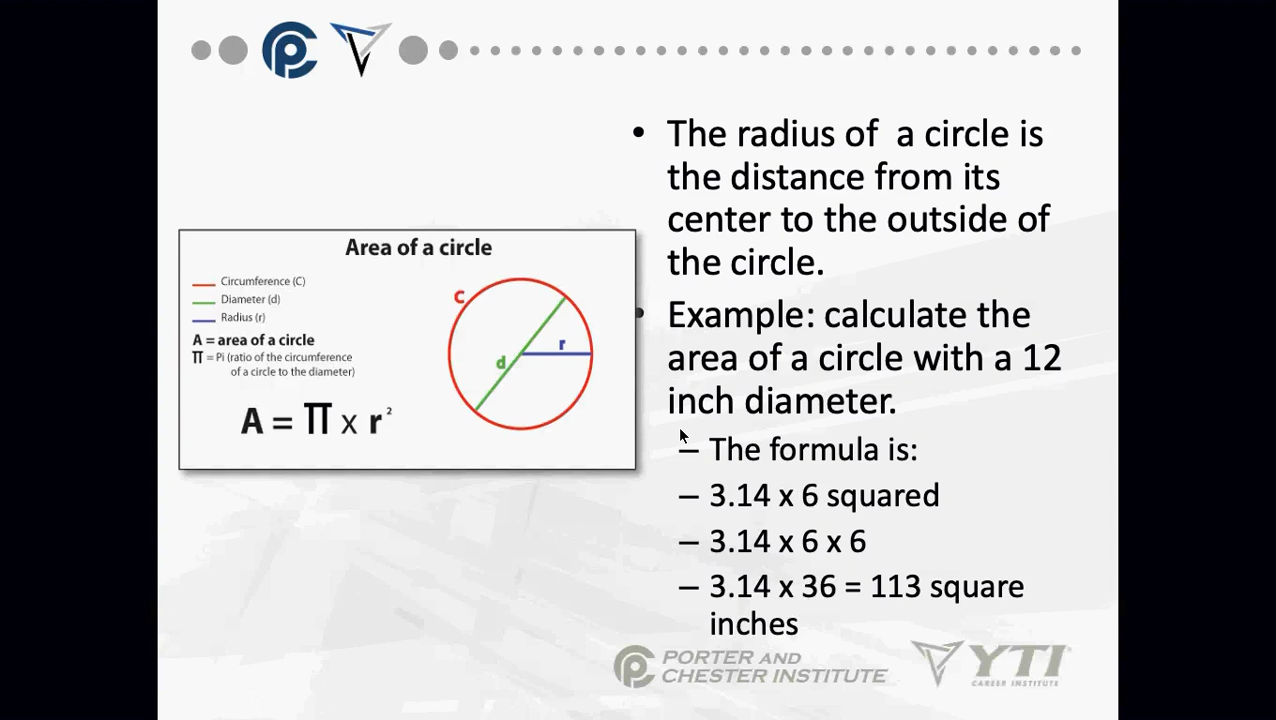 • The radius of  a circle is
the distance from its
center to the outside of
the circle.
• Example: calculate the
area of a circle with a 12
inch diameter.
– The formula is:
– 3.14 x 6 squared
– 3.14 x 6 x 6
– 3.14 x 36 = 113 square
inches
Area of a circle
Circumference (C)
Diameter (d)
Radius (r)
A = area of a circle
π = Pi (ratio of the circumference
of a circle to the diameter)
A = π x r²
C
d
r
PORTER AND
CHESTER INSTITUTE
YTI
CAREER INSTITUTE